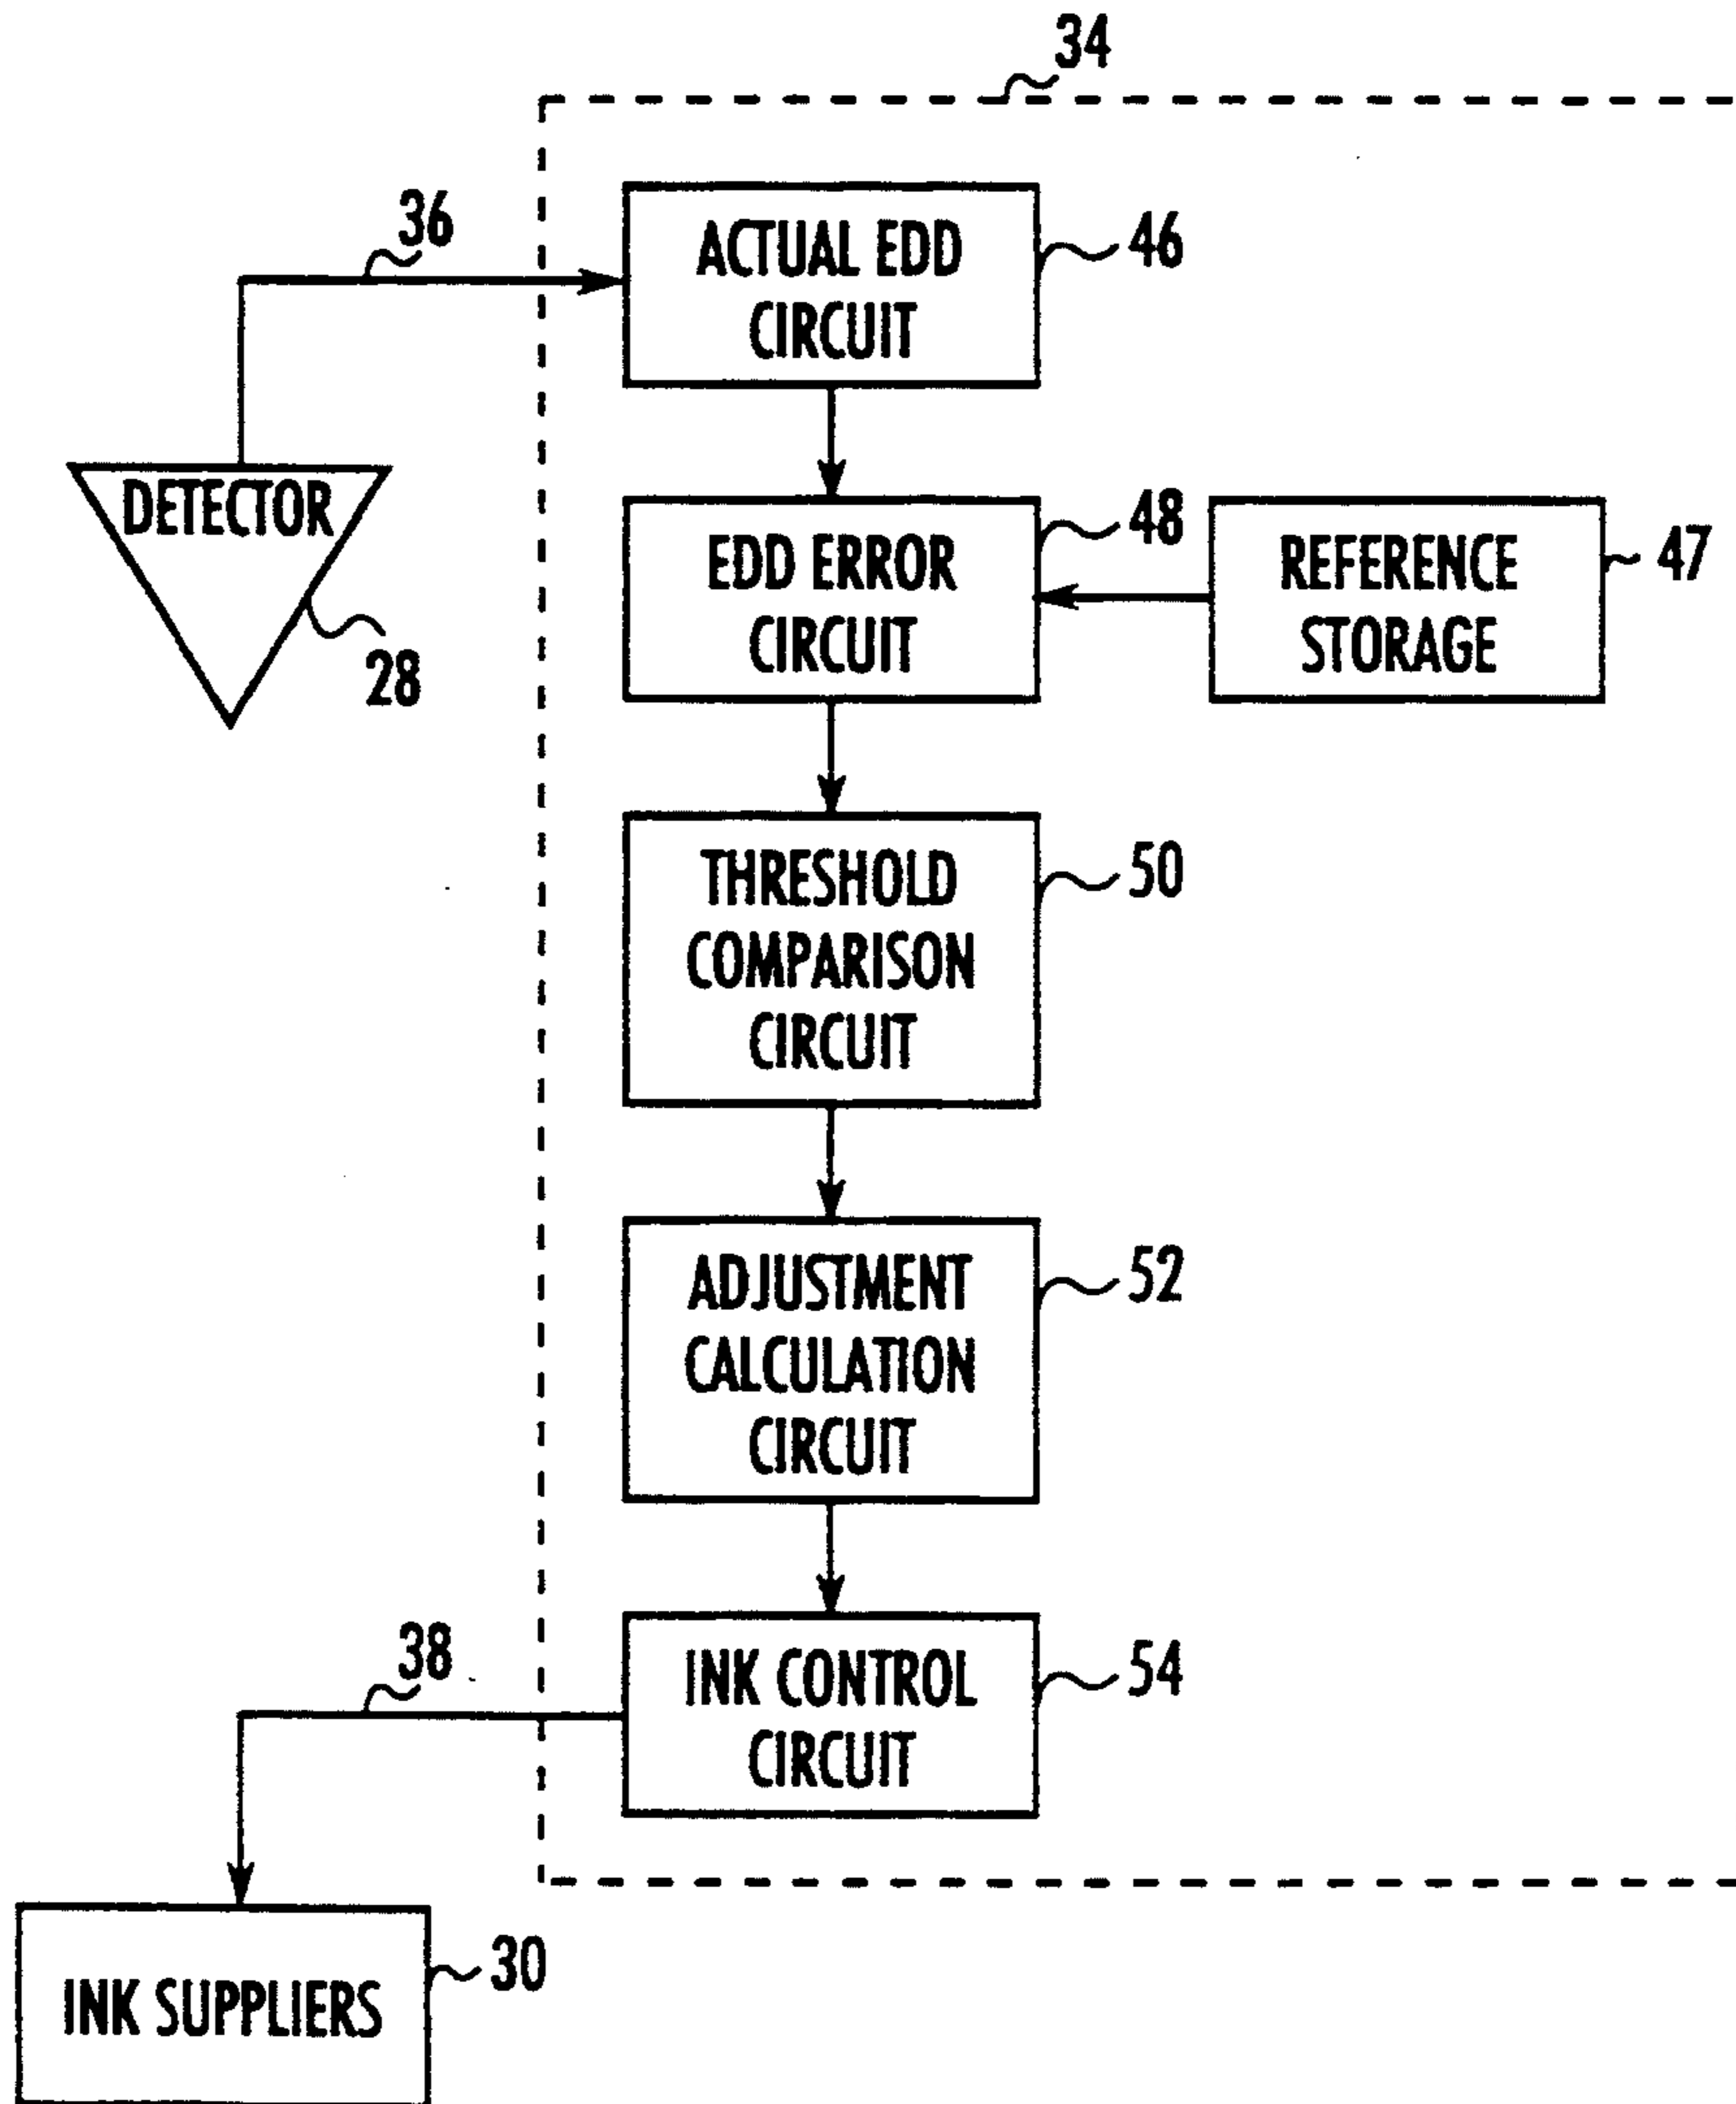 34
36
ACTUAL EDD
CIRCUIT
46
DETECTOR
28
EDD ERROR
CIRCUIT
48
REFERENCE
STORAGE
47
THRESHOLD
COMPARISON
CIRCUIT
50
ADJUSTMENT
CALCULATION
CIRCUIT
52
38
INK CONTROL
CIRCUIT
54
INK SUPPLIERS
30